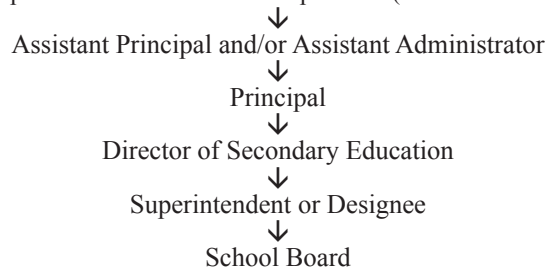 ↓
Assistant Principal and/or Assistant Administrator
↓
Principal
↓
Director of Secondary Education
↓
Superintendent or Designee
↓
School Board